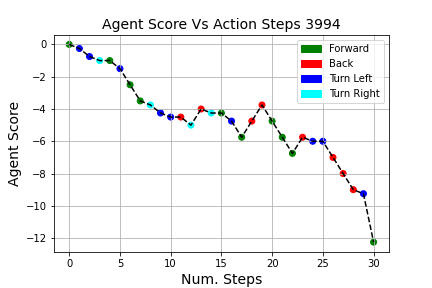 Agent Score Vs Action Steps 3994
Agent Score
0
−2
−4
−6
−8
−10
−12
Forward
Back
Turn Left
Turn Right
0 5 10 15 20 25 30
Num. Steps